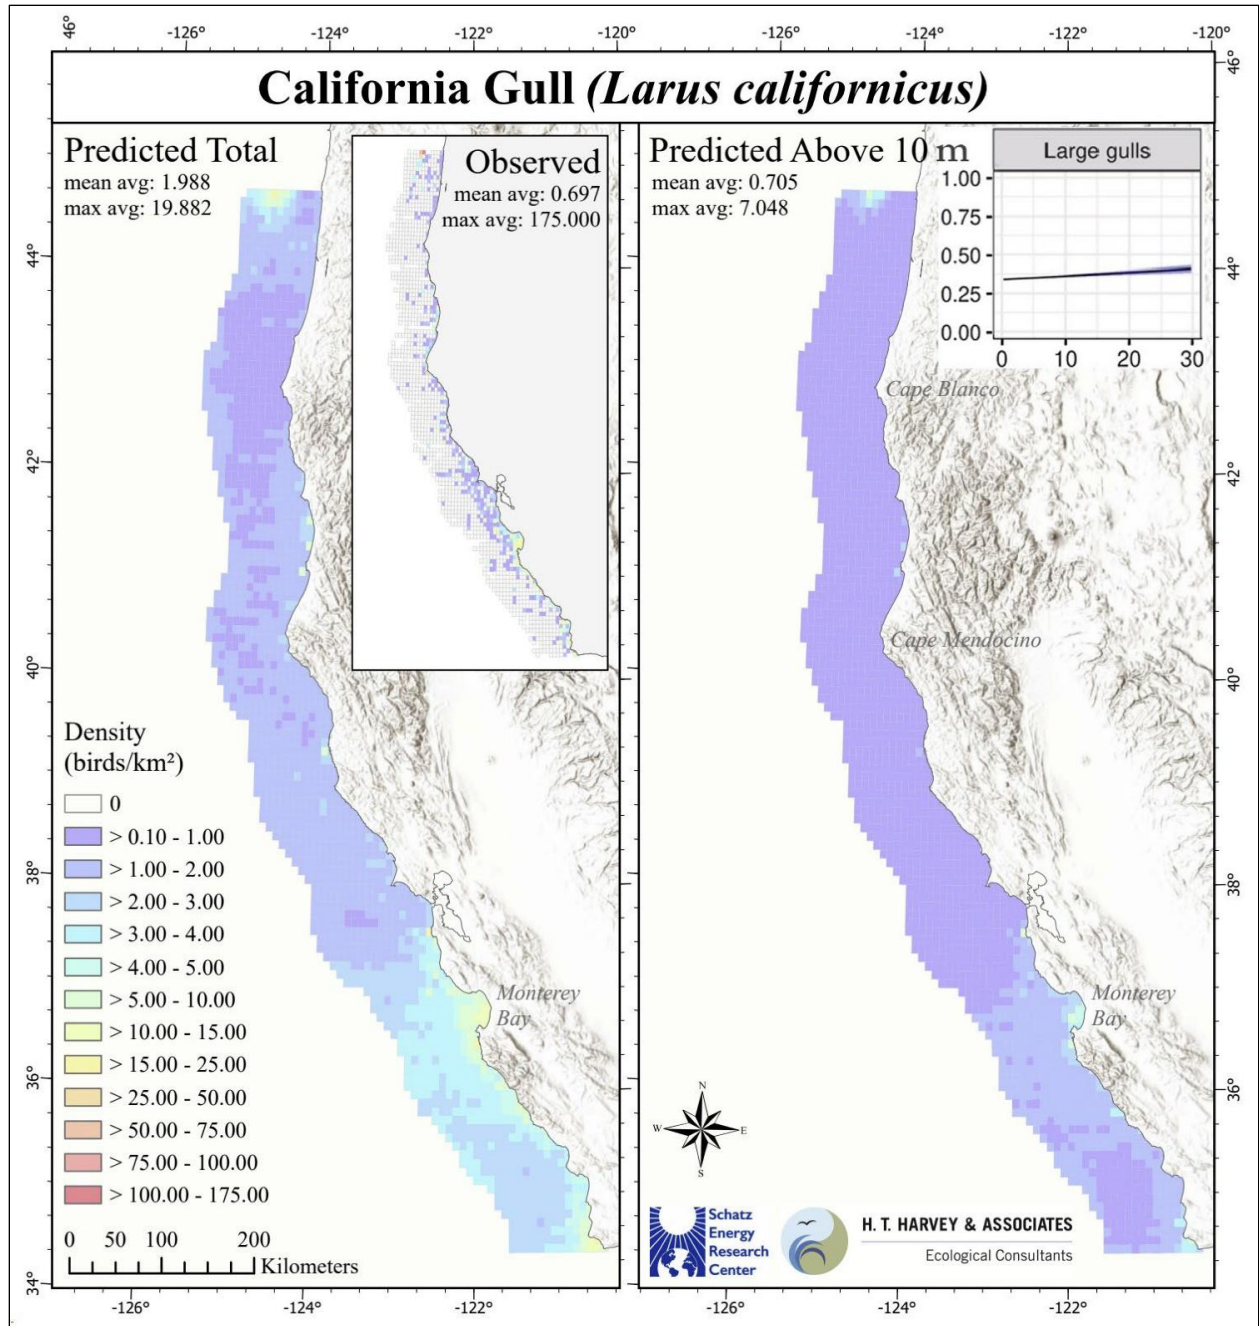 46°
-126°
-124°
-122°
-120°
-126°
-124°
-122°
-120°
46°
California Gull (Larus californicus)
Predicted Total
mean avg: 1.988
max avg: 19.882
Observed
mean avg: 0.697
max avg: 175.000
Predicted Above 10 m
mean avg: 0.705
max avg: 7.048
Large gulls
1.00
0.75
0.50
0.25
0.00
0
10
20
30
44°
44°
Cape Blanco
42°
42°
Cape Mendocino
40°
40°
Density
(birds/km²)
0
> 0.10 - 1.00
> 1.00 - 2.00
> 2.00 - 3.00
> 3.00 - 4.00
> 4.00 - 5.00
> 5.00 - 10.00
> 10.00 - 15.00
> 15.00 - 25.00
> 25.00 - 50.00
> 50.00 - 75.00
> 75.00 - 100.00
> 100.00 - 175.00
38°
38°
Monterey
Bay
Monterey
Bay
36°
36°
N
W
E
S
0 50 100 200
Kilometers
Schatz
Energy
Research
Center
H. T. HARVEY & ASSOCIATES
Ecological Consultants
34°
-126°
-124°
-122°
-126°
-124°
-122°